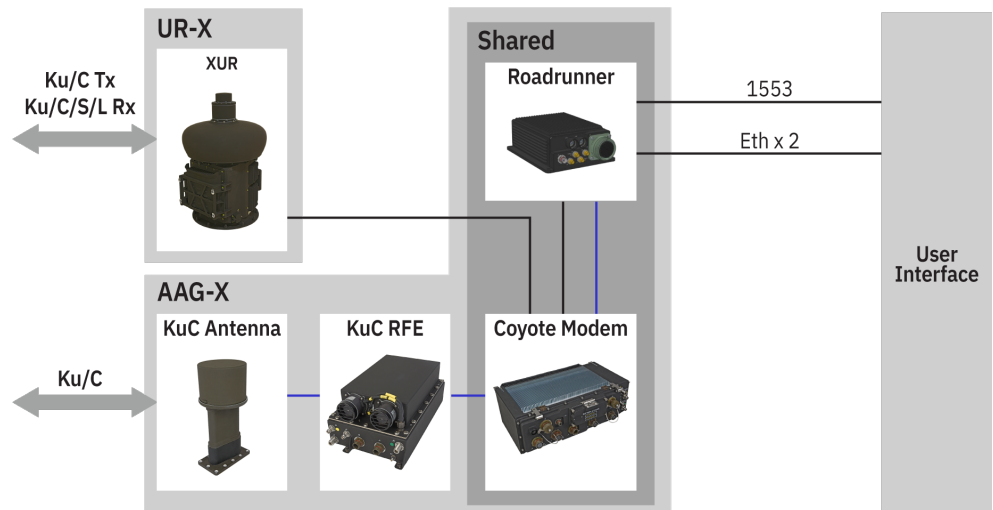 UR-X
XUR
Ku/C Tx
Ku/C/S/L Rx
Shared
Roadrunner
1553
Eth x 2
User
Interface
AAG-X
KuC Antenna
KuC RFE
Coyote Modem
Ku/C